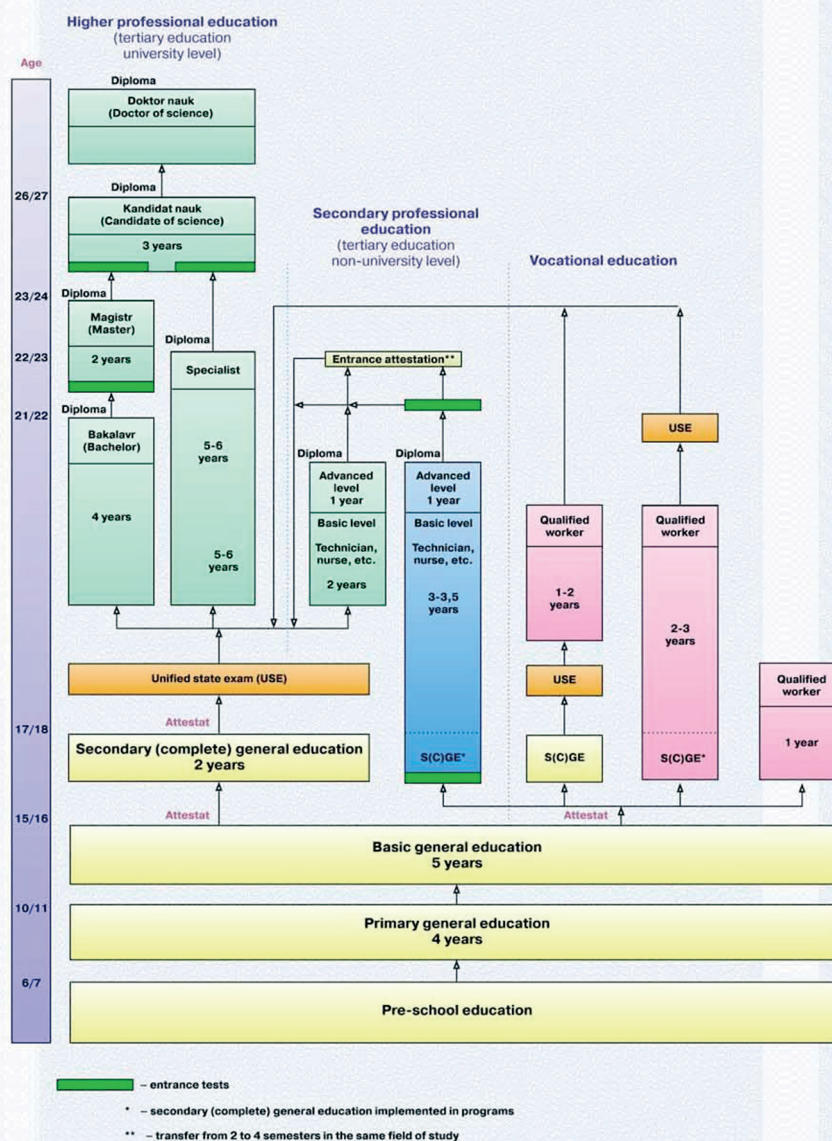 Higher professional education
(tertiary education
university level)
Age
Diploma
Doktor nauk
(Doctor of science)
Diploma
26/27
Kandidat nauk
(Candidate of science)
3 years
Secondary professional
education
(tertiary education
non-university level)
Vocational education
23/24
Diploma
Magistr
(Master)
2 years
Diploma
Specialist
5-6
years
5-6
years
22/23
Entrance attestation**
21/22
Diploma
Bakalavr
(Bachelor)
4 years
Diploma
Advanced
level
1 year
Basic level
Technician,
nurse, etc.
2 years
Diploma
Advanced
level
1 year
Basic level
Technician,
nurse, etc.
3-3,5
years
S(C)GE*
USE
Qualified
worker
1-2
years
USE
S(C)GE
Qualified
worker
2-3
years
S(C)GE*
Qualified
worker
1 year
Unified state exam (USE)
Attestat
17/18
Secondary (complete) general education
2 years
15/16
Attestat
Attestat
Basic general education
5 years
10/11
Primary general education
4 years
6/7
Pre-school education
– entrance tests
* – secondary (complete) general education implemented in programs
** – transfer from 2 to 4 semesters in the same field of study